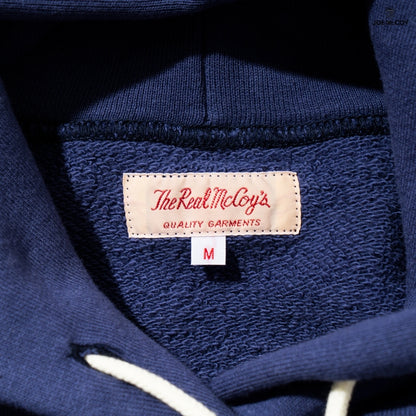 The Real McCoy's
QUALITY GARMENTS
M